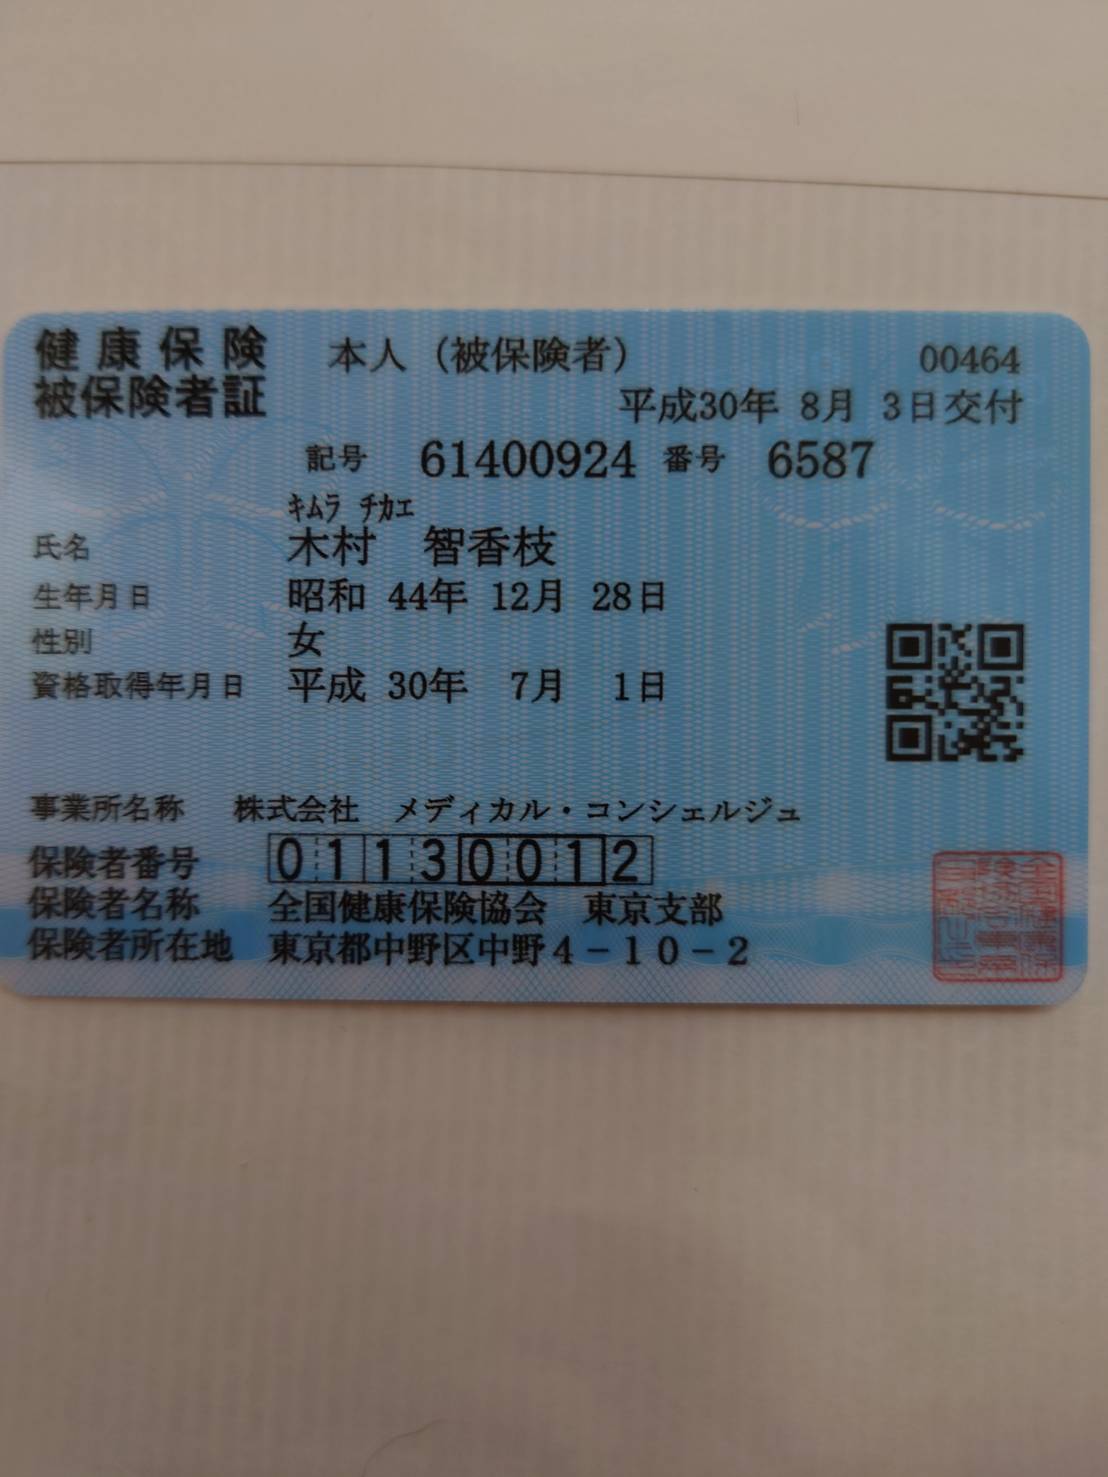 健康保険 本人（被保険者） 00464
被保険者証 平成30年 8月 3日交付
記号 61400924 番号 6587
ｷﾑﾗ ﾁｶｴ
氏名 木村 智香枝
生年月日 昭和 44年 12月 28日
性別 女
資格取得年月日 平成 30年 7月 1日
事業所名称 株式会社 メディカル・コンシェルジュ
保険者番号 01130012
保険者名称 全国健康保険協会 東京支部
保険者所在地 東京都中野区中野4－10－2